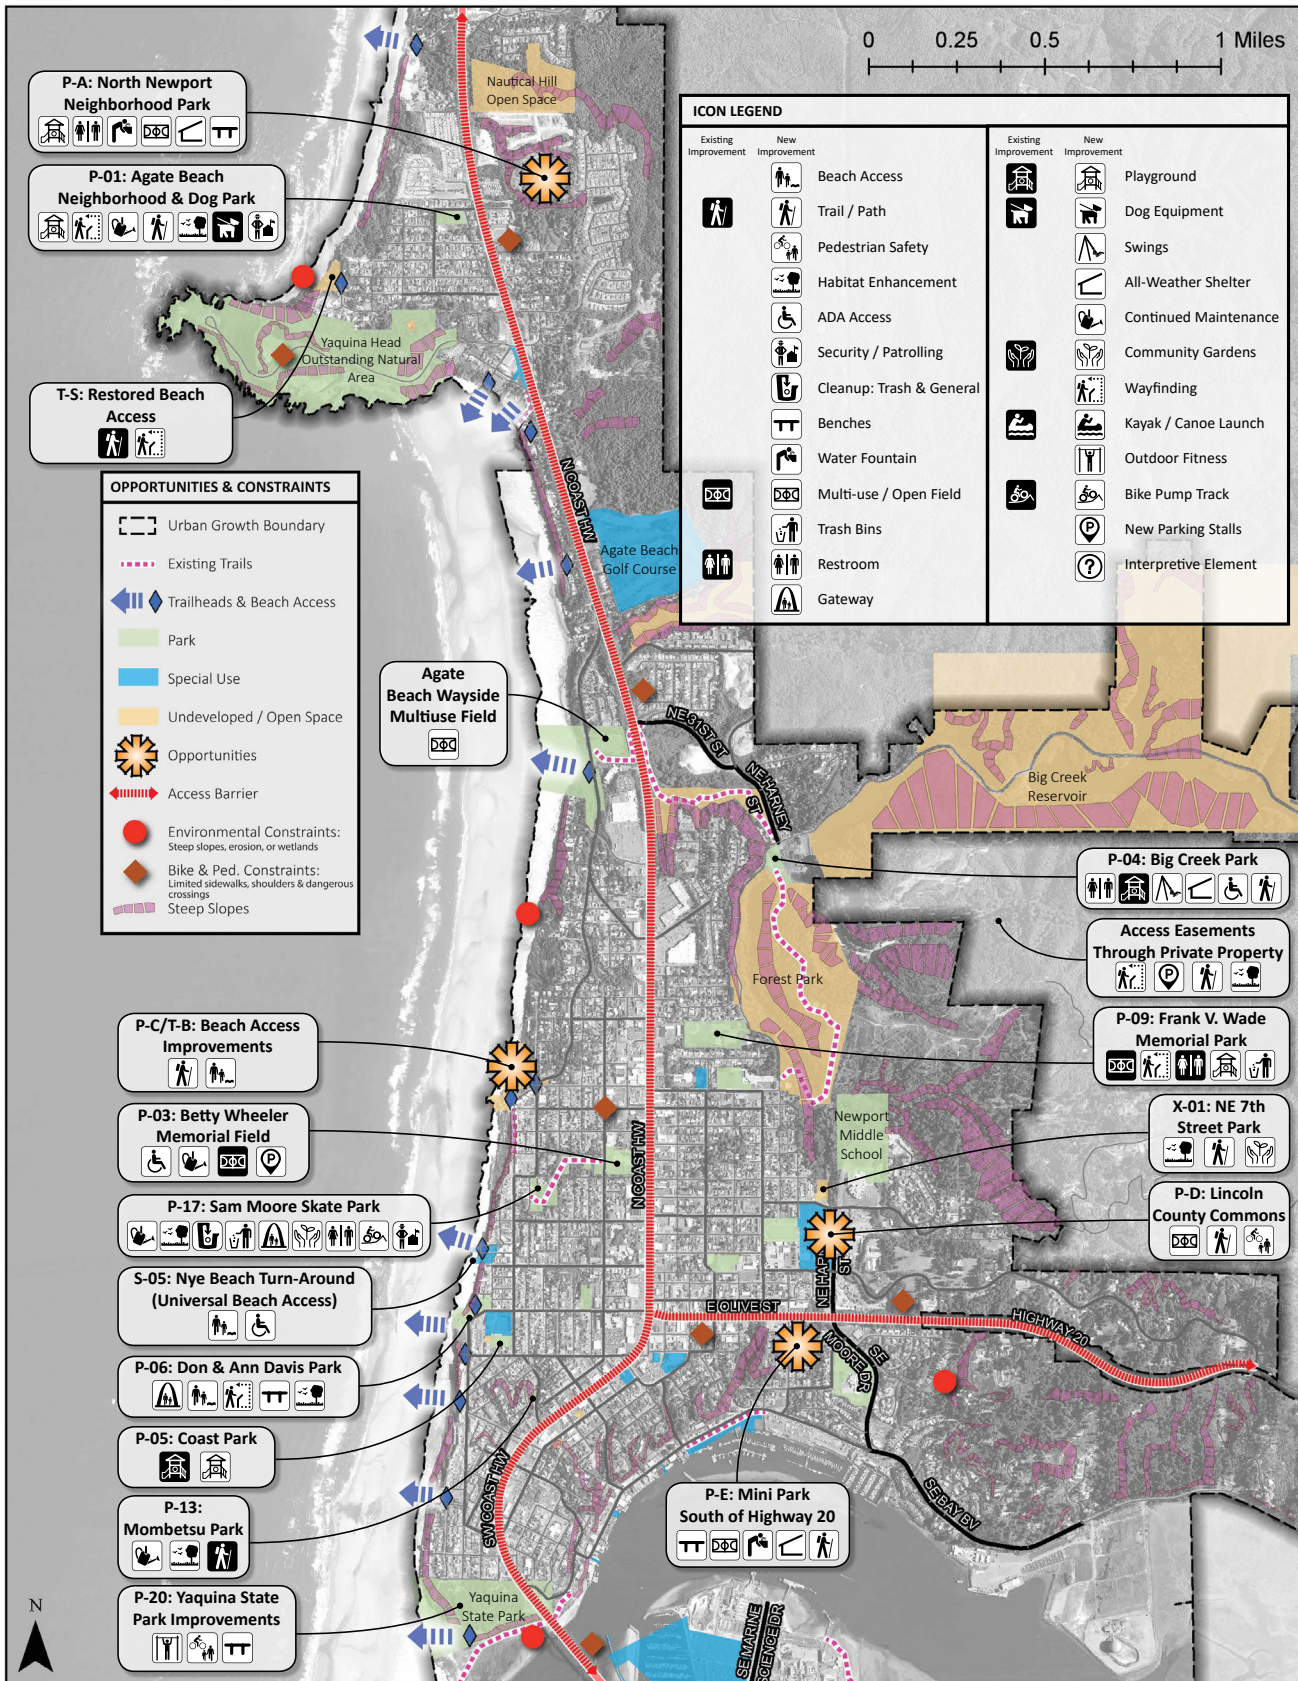 0 0.25 0.5 1 Miles
P-A: North Newport
Neighborhood Park
P-01: Agate Beach
Neighborhood & Dog Park
T-S: Restored Beach
Access
Nautical Hill
Open Space
Yaquina Head
Outstanding Natural
Area
ICON LEGEND
Existing
Improvement
New
Improvement
Beach Access
Trail / Path
Pedestrian Safety
Habitat Enhancement
ADA Access
Security / Patrolling
Cleanup: Trash & General
Benches
Water Fountain
Multi-use / Open Field
Trash Bins
Restroom
Gateway
Existing
Improvement
New
Improvement
Playground
Dog Equipment
Swings
All-Weather Shelter
Continued Maintenance
Community Gardens
Wayfinding
Kayak / Canoe Launch
Outdoor Fitness
Bike Pump Track
New Parking Stalls
Interpretive Element
OPPORTUNITIES & CONSTRAINTS
Urban Growth Boundary
Existing Trails
Trailheads & Beach Access
Park
Special Use
Undeveloped / Open Space
Opportunities
Access Barrier
Environmental Constraints:
Steep slopes, erosion, or wetlands
Bike & Ped. Constraints:
Limited sidewalks, shoulders & dangerous
crossings
Steep Slopes
N COAST HW
Agate Beach
Golf Course
Agate
Beach Wayside
Multiuse Field
NE 31ST ST
NE HARNEY
ST
Big Creek
Reservoir
P-04: Big Creek Park
Access Easements
Through Private Property
P-09: Frank V. Wade
Memorial Park
X-01: NE 7th
Street Park
P-D: Lincoln
County Commons
Forest Park
Newport
Middle
School
N COAST HW
P-C/T-B: Beach Access
Improvements
P-03: Betty Wheeler
Memorial Field
P-17: Sam Moore Skate Park
S-05: Nye Beach Turn-Around
(Universal Beach Access)
P-06: Don & Ann Davis Park
P-05: Coast Park
P-13:
Mombetsu Park
P-20: Yaquina State
Park Improvements
E OLIVE ST
ST
HIGHWAY 20
SE
MOORE DR
SE BAY BV
SW COAST HW
P-E: Mini Park
South of Highway 20
Yaquina
State Park
SE MARINE
SCIENCE DR
N